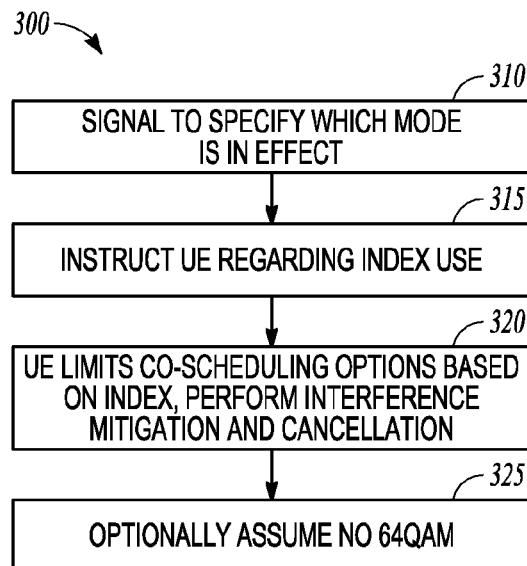 300
310
SIGNAL TO SPECIFY WHICH MODE
IS IN EFFECT
315
INSTRUCT UE REGARDING INDEX USE
320
UE LIMITS CO-SCHEDULING OPTIONS BASED
ON INDEX, PERFORM INTERFERENCE
MITIGATION AND CANCELLATION
325
OPTIONALLY ASSUME NO 64QAM